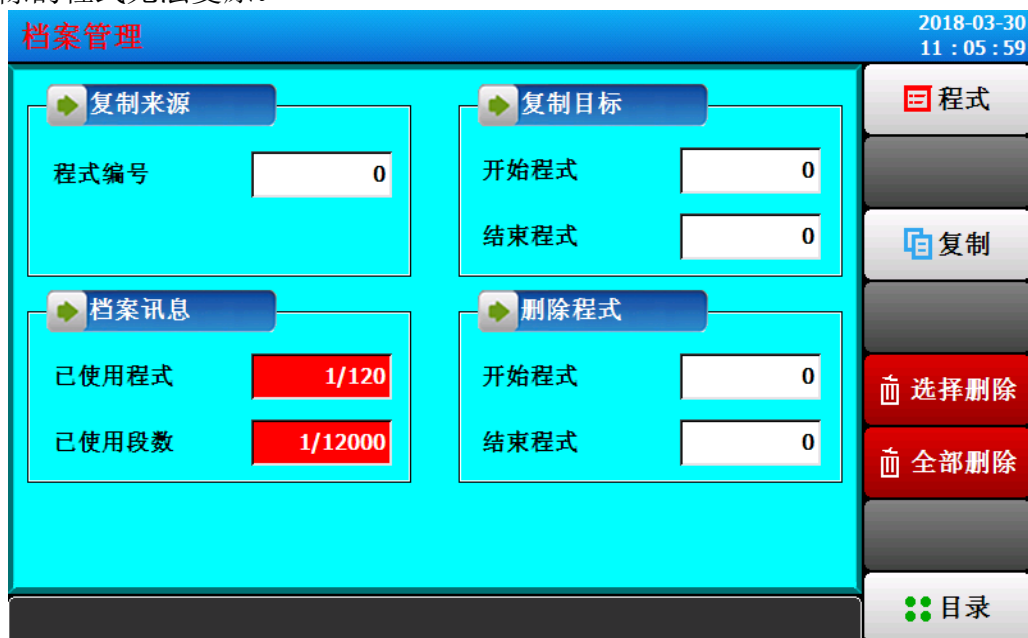 档案管理
2018-03-30
11 : 05 : 59
复制来源
程式编号 0
复制目标
开始程式 0
结束程式 0
档案讯息
已使用程式 1/120
已使用段数 1/12000
删除程式
开始程式 0
结束程式 0
程式
复制
选择删除
全部删除
目录